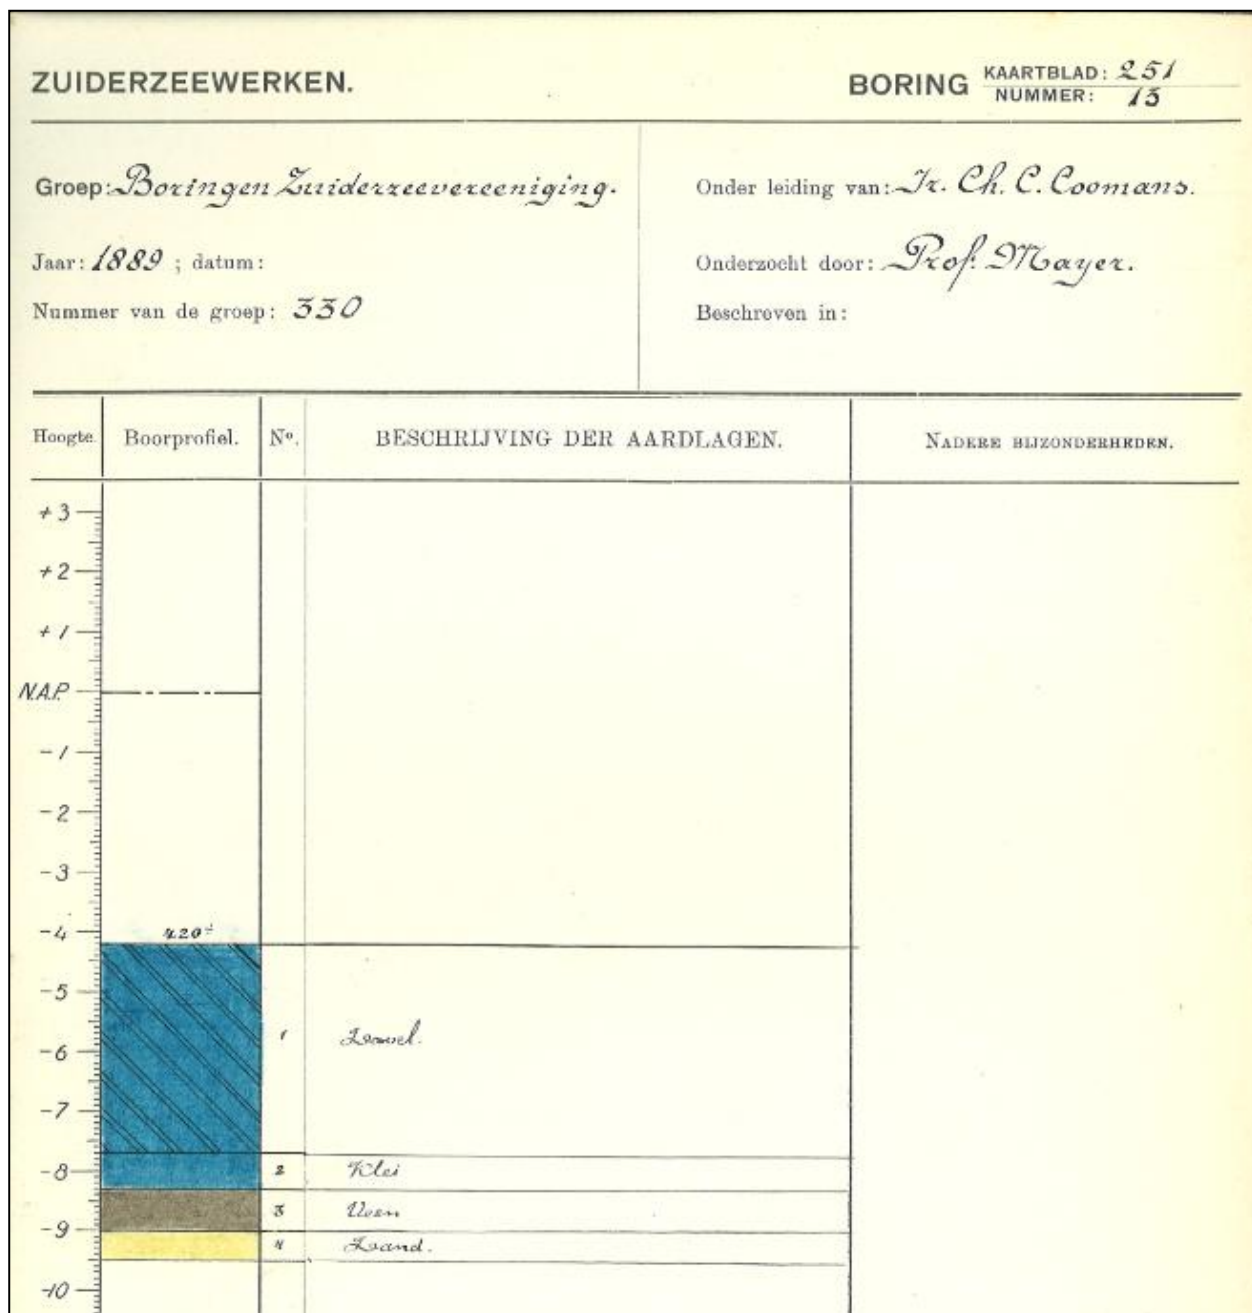 ZUIDERZEEWERKEN.
BORING KAARTBLAD: 251
NUMMER: 13
Groep: Boringen Zuiderzeevereeniging.
Onder leiding van: Ir. Ch. C. Coomans.
Jaar: 1889 ; datum:
Onderzocht door: Prof. Mayer.
Nummer van de groep: 330
Beschreven in:
Hoogte. Boorprofiel. No. BESCHRIJVING DER AARDLAGEN. NADERE BIJZONDERHEDEN.
+3
+2
+1
N.A.P.
-1
-2
-3
-4 420
-5
1 Zavel.
-6
-7
-8 2 Klei
3 Veen
-9
4 Zand.
-10